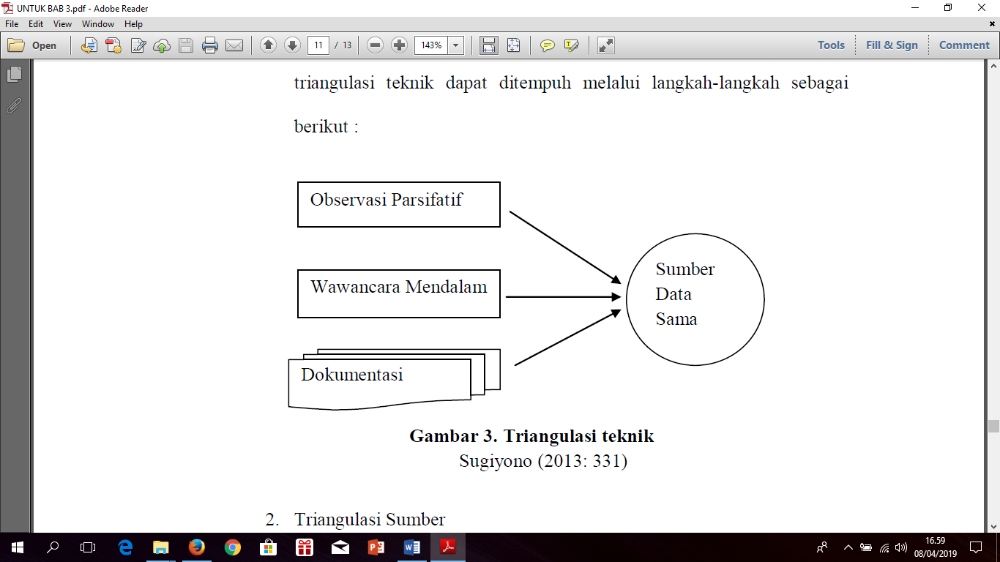 UNTUK BAB 3.pdf - Adobe Reader
File Edit View Window Help
Open 11 / 13 143% Tools Fill & Sign Comment
triangulasi teknik dapat ditempuh melalui langkah-langkah sebagai
berikut :
Observasi Parsifatif
Wawancara Mendalam
Dokumentasi
Sumber
Data
Sama
Gambar 3. Triangulasi teknik
Sugiyono (2013: 331)
2. Triangulasi Sumber
16.59
08/04/2019